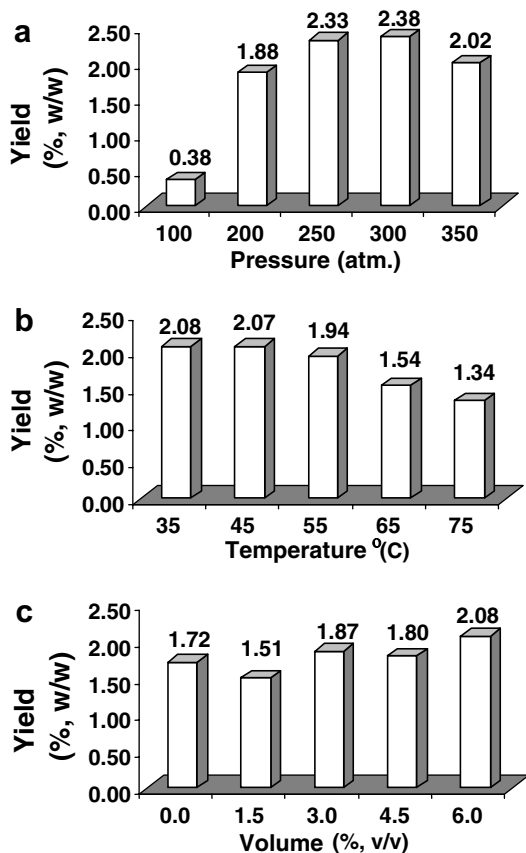 a
Yield
(%, w/w)
2.50
2.00
1.50
1.00
0.50
0.00
0.38
1.88
2.33
2.38
2.02
100 200 250 300 350
Pressure (atm.)
b
Yield
(%, w/w)
2.50
2.00
1.50
1.00
0.50
0.00
2.08
2.07
1.94
1.54
1.34
35 45 55 65 75
Temperature °(C)
c
Yield
(%, w/w)
2.50
2.00
1.50
1.00
0.50
0.00
1.72
1.51
1.87
1.80
2.08
0.0 1.5 3.0 4.5 6.0
Volume (%, v/v)